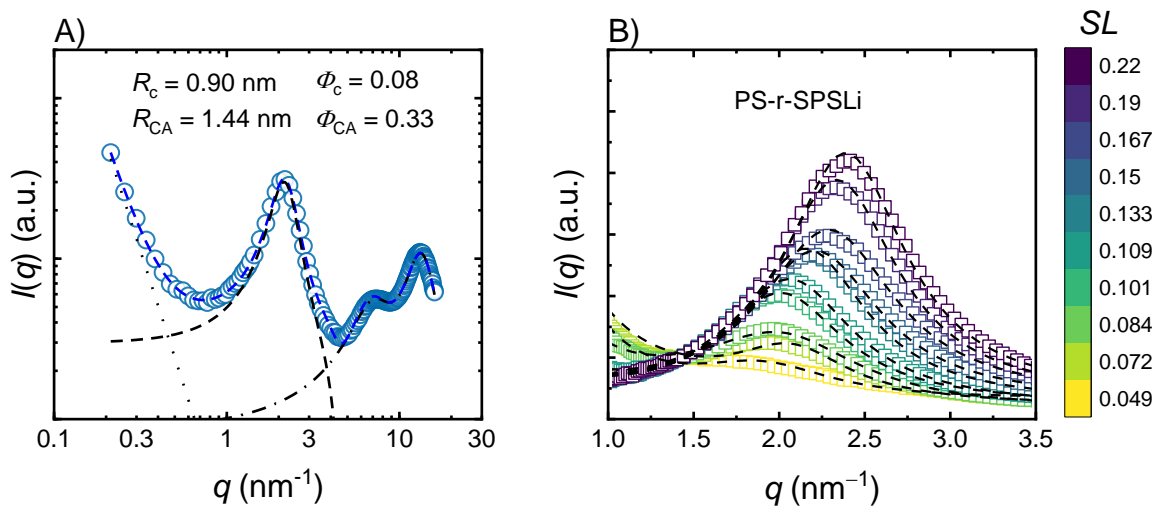 A)
R_c = 0.90 nm Φ_c = 0.08
R_CA = 1.44 nm Φ_CA = 0.33
I(q) (a.u.)
0.1 0.3 1 3 10 30
q (nm⁻¹)
B)
PS-r-SPSLi
I(q) (a.u.)
1.0 1.5 2.0 2.5 3.0 3.5
q (nm⁻¹)
SL
0.22
0.19
0.167
0.15
0.133
0.109
0.101
0.084
0.072
0.049